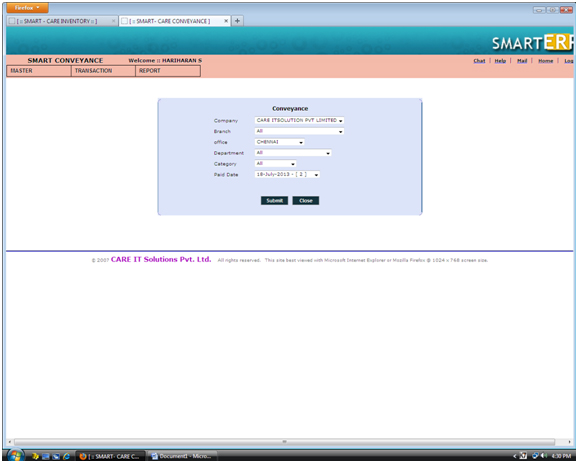 Firefox
[ :: SMART - CARE INVENTORY :: ]
[ :: SMART- CARE CONVEYANCE ]
SMARTERP
SMART CONVEYANCE Welcome :: HARIHARAN S Chat | Help | Mail | Home | Log
MASTER TRANSACTION REPORT
Conveyance
Company CARE ITSOLUTION PVT LIMITED
Branch All
office CHENNAI
Department All
Category All
Paid Date 18-July-2013 - [ 2 ]
Submit Close
© 2007 CARE IT Solutions Pvt. Ltd. All rights reserved. This site best viewed with Microsoft Internet Explorer or Mozilla Firefox @ 1024 x 768 screen size.
[ :: SMART- CARE C... Document1 - Micro... 4:30 PM